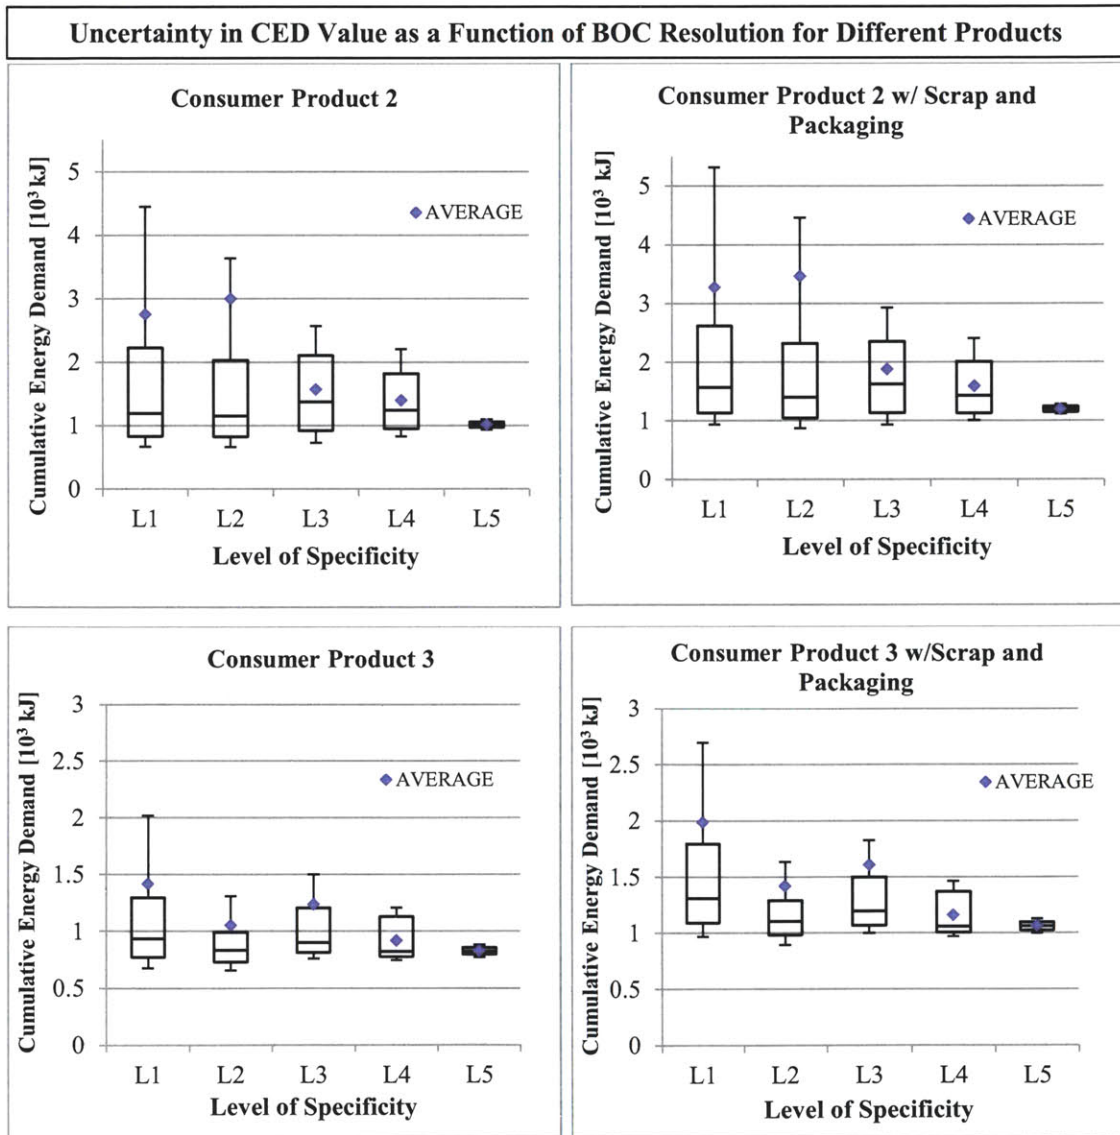 Uncertainty in CED Value as a Function of BOC Resolution for Different Products
Consumer Product 2
Cumulative Energy Demand [10³ kJ]
5
4
3
2
1
0
AVERAGE
L1 L2 L3 L4 L5
Level of Specificity
Consumer Product 2 w/ Scrap and
Packaging
Cumulative Energy Demand [10³ kJ]
5
4
3
2
1
0
AVERAGE
L1 L2 L3 L4 L5
Level of Specificity
Consumer Product 3
Cumulative Energy Demand [10³ kJ]
3
2.5
2
1.5
1
0.5
0
AVERAGE
L1 L2 L3 L4 L5
Level of Specificity
Consumer Product 3 w/Scrap and
Packaging
Cumulative Energy Demand [10³ kJ]
3
2.5
2
1.5
1
0.5
0
AVERAGE
L1 L2 L3 L4 L5
Level of Specificity